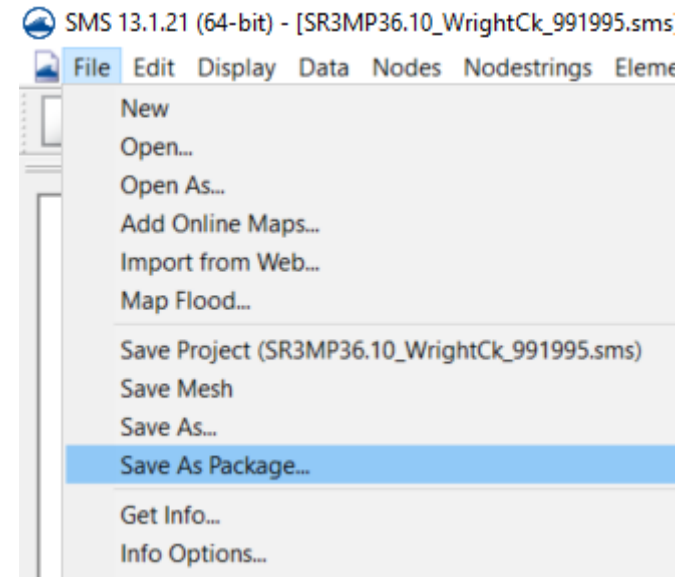 SMS 13.1.21 (64-bit) - [SR3MP36.10_WrightCk_991995.sms]
File Edit Display Data Nodes Nodestrings Eleme
New
Open...
Open As...
Add Online Maps...
Import from Web...
Map Flood...
Save Project (SR3MP36.10_WrightCk_991995.sms)
Save Mesh
Save As...
Save As Package...
Get Info...
Info Options...